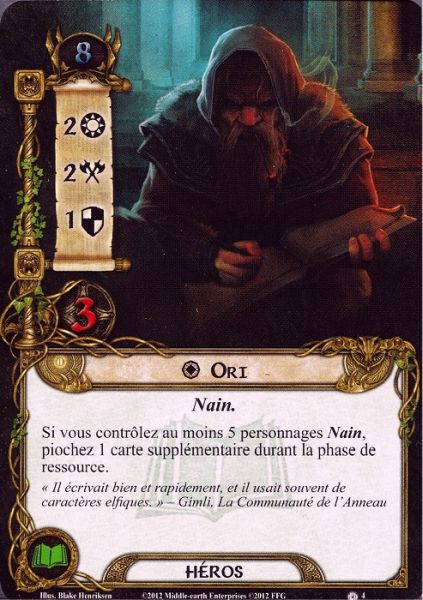 8
2
2
1
3
Ori
Nain.
Si vous contrôlez au moins 5 personnages Nain,
piochez 1 carte supplémentaire durant la phase de
ressource.
« Il écrivait bien et rapidement, et il usait souvent de
caractères elfiques. » – Gimli, La Communauté de l'Anneau
HÉROS
Illus. Blake Henriksen ©2012 Middle-earth Enterprises ©2012 FFG 4